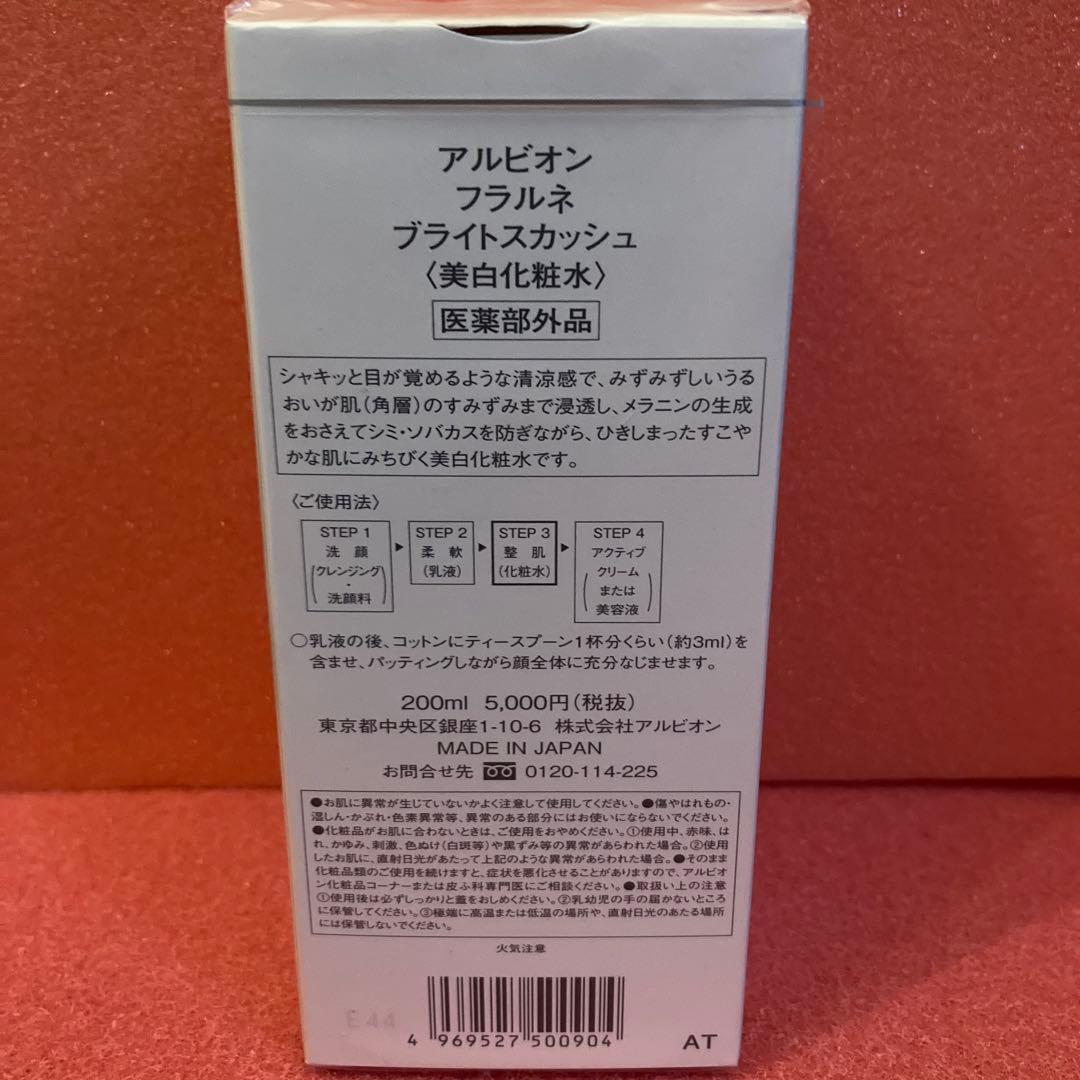 アルビオン
フラルネ
ブライトスカッシュ
〈美白化粧水〉
医薬部外品
シャキッと目が覚めるような清涼感で、みずみずしいうる
おいが肌(角層)のすみずみまで浸透し、メラニンの生成
をおさえてシミ・ソバカスを防ぎながら、ひきしまったすこや
かな肌にみちびく美白化粧水です。
〈ご使用法〉
STEP 1
洗顔
(クレンジング・洗顔料)
STEP 2
柔軟
(乳液)
STEP 3
整肌
(化粧水)
STEP 4
アクティブ
クリーム
または
美容液
○乳液の後、コットンにティースプーン1杯分くらい(約3ml)を
含ませ、パッティングしながら顔全体に充分なじませます。
200ml 5,000円(税抜)
東京都中央区銀座1-10-6 株式会社アルビオン
MADE IN JAPAN
お問合せ先 0120-114-225
●お肌に異常が生じていないかよく注意して使用してください。●傷やはれもの・
湿しん・かぶれ・色素異常等、異常のある部分にはお使いにならないでください。
●化粧品がお肌に合わないときは、ご使用をおやめください。①使用中、赤味、は
れ、かゆみ、刺激、色ぬけ(白斑等)や黒ずみ等の異常があらわれた場合。②使用
したお肌に、直射日光があたって上記のような異常があらわれた場合。●そのまま
化粧品類のご使用を続けますと、症状を悪化させることがありますので、アルビオ
ン化粧品コーナーまたは皮ふ科専門医にご相談ください。●取扱い上の注意
①使用後は必ずしっかりと蓋をおしめください。②乳幼児の手の届かないところ
に保管してください。③極端に高温または低温の場所や、直射日光のあたる場所
には保管しないでください。
火気注意
E44
4 969527 500904
AT